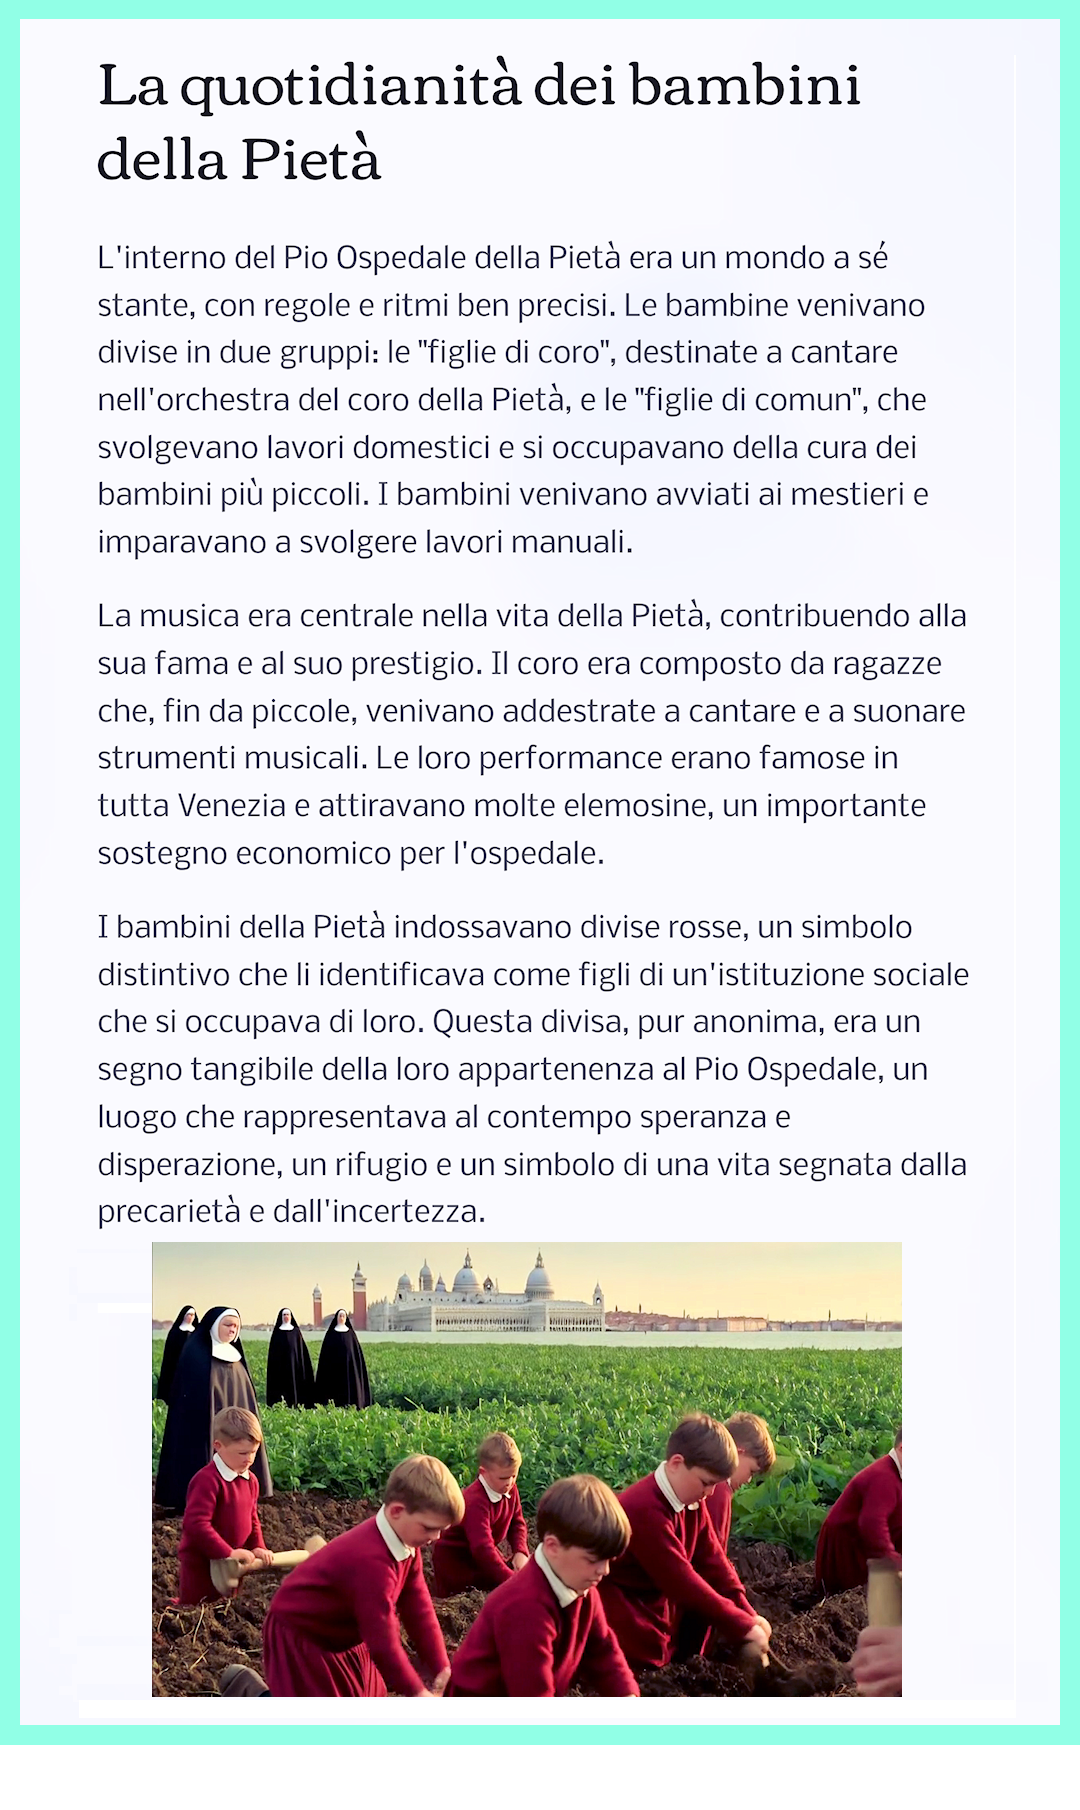 La quotidianità dei bambini
della Pietà
L'interno del Pio Ospedale della Pietà era un mondo a sé
stante, con regole e ritmi ben precisi. Le bambine venivano
divise in due gruppi: le "figlie di coro", destinate a cantare
nell'orchestra del coro della Pietà, e le "figlie di comun", che
svolgevano lavori domestici e si occupavano della cura dei
bambini più piccoli. I bambini venivano avviati ai mestieri e
imparavano a svolgere lavori manuali.
La musica era centrale nella vita della Pietà, contribuendo alla
sua fama e al suo prestigio. Il coro era composto da ragazze
che, fin da piccole, venivano addestrate a cantare e a suonare
strumenti musicali. Le loro performance erano famose in
tutta Venezia e attiravano molte elemosine, un importante
sostegno economico per l'ospedale.
I bambini della Pietà indossavano divise rosse, un simbolo
distintivo che li identificava come figli di un'istituzione sociale
che si occupava di loro. Questa divisa, pur anonima, era un
segno tangibile della loro appartenenza al Pio Ospedale, un
luogo che rappresentava al contempo speranza e
disperazione, un rifugio e un simbolo di una vita segnata dalla
precarietà e dall'incertezza.